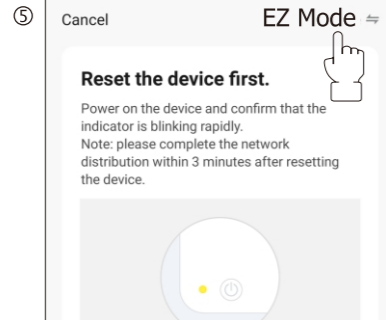 ⑤
Cancel EZ Mode ⇋
Reset the device first.
Power on the device and confirm that the
indicator is blinking rapidly.
Note: please complete the network
distribution within 3 minutes after resetting
the device.